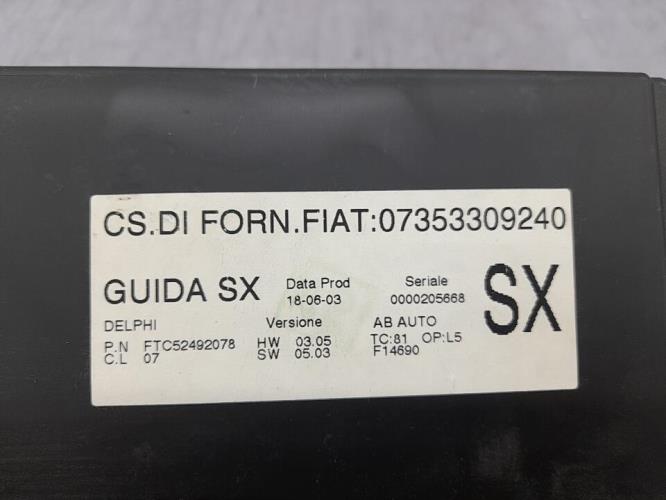 CS.DI FORN.FIAT:07353309240
GUIDA SX Data Prod Seriale SX
18-06-03 0000205668
DELPHI Versione AB AUTO
P.N FTC52492078 HW 03.05 TC:81 OP:L5
C.L 07 SW 05.03 F14690